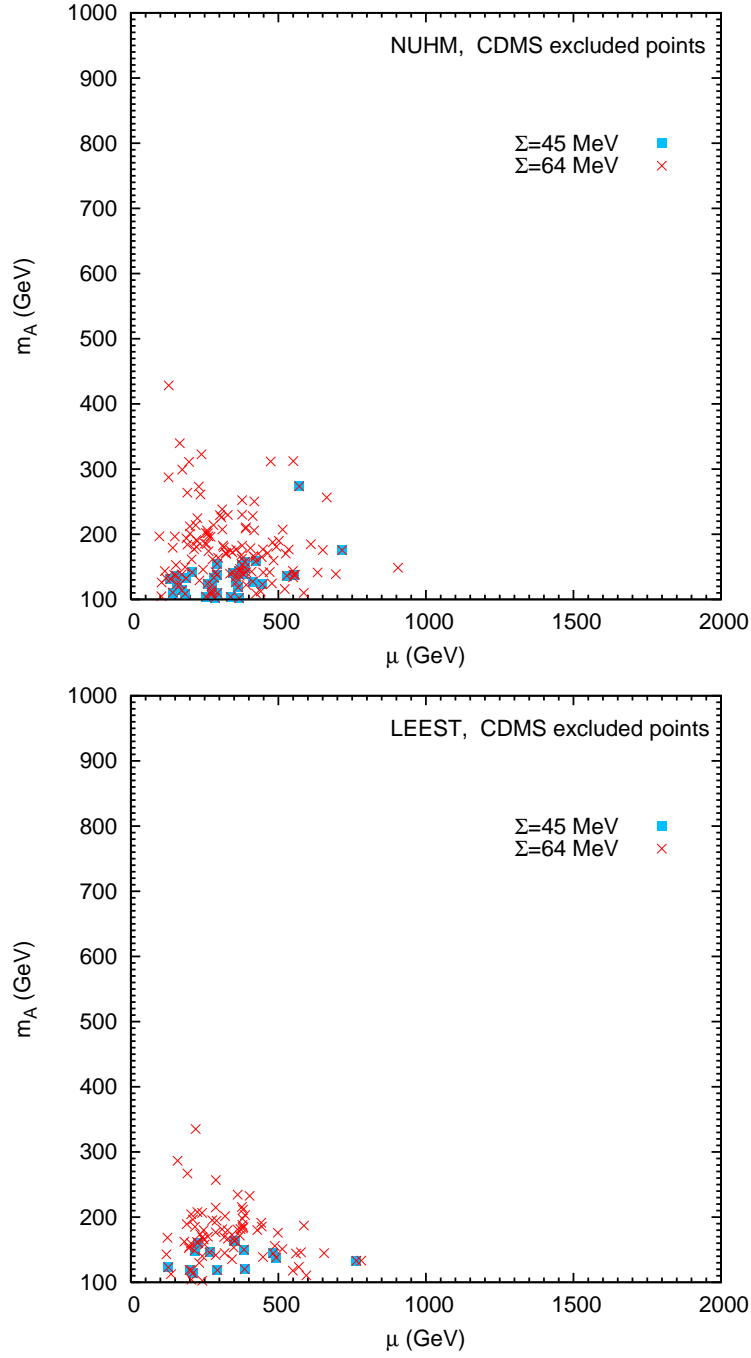 1000
NUHM, CDMS excluded points
900
Σ=45 MeV
800
Σ=64 MeV
700
600
m_A (GeV)
500
400
300
200
100
0 500 1000 1500 2000
μ (GeV)
1000
LEEST, CDMS excluded points
900
Σ=45 MeV
800
Σ=64 MeV
700
600
m_A (GeV)
500
400
300
200
100
0 500 1000 1500 2000
μ (GeV)